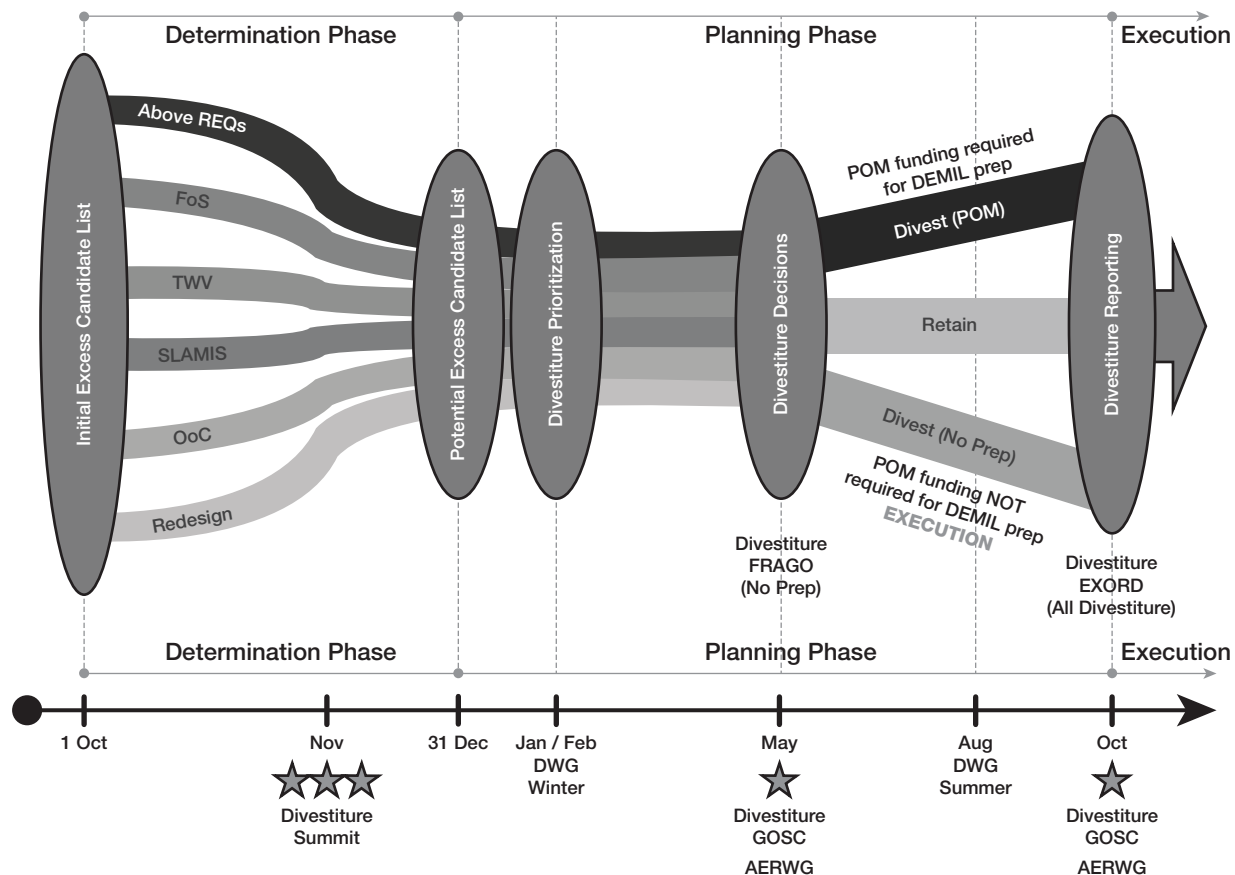 Determination Phase
Planning Phase
Execution
Initial Excess Candidate List
Above REQs
FoS
TWV
SLAMIS
OoC
Redesign
Potential Excess Candidate List
Divestiture Prioritization
Divestiture Decisions
POM funding required
for DEMIL prep
Divest (POM)
Retain
Divest (No Prep)
POM funding NOT
required for DEMIL prep
EXECUTION
Divestiture Reporting
Divestiture
FRAGO
(No Prep)
Divestiture
EXORD
(All Divestiture)
Determination Phase
Planning Phase
Execution
1 Oct
Nov
Divestiture
Summit
31 Dec
Jan / Feb
DWG
Winter
May
Divestiture
GOSC
AERWG
Aug
DWG
Summer
Oct
Divestiture
GOSC
AERWG